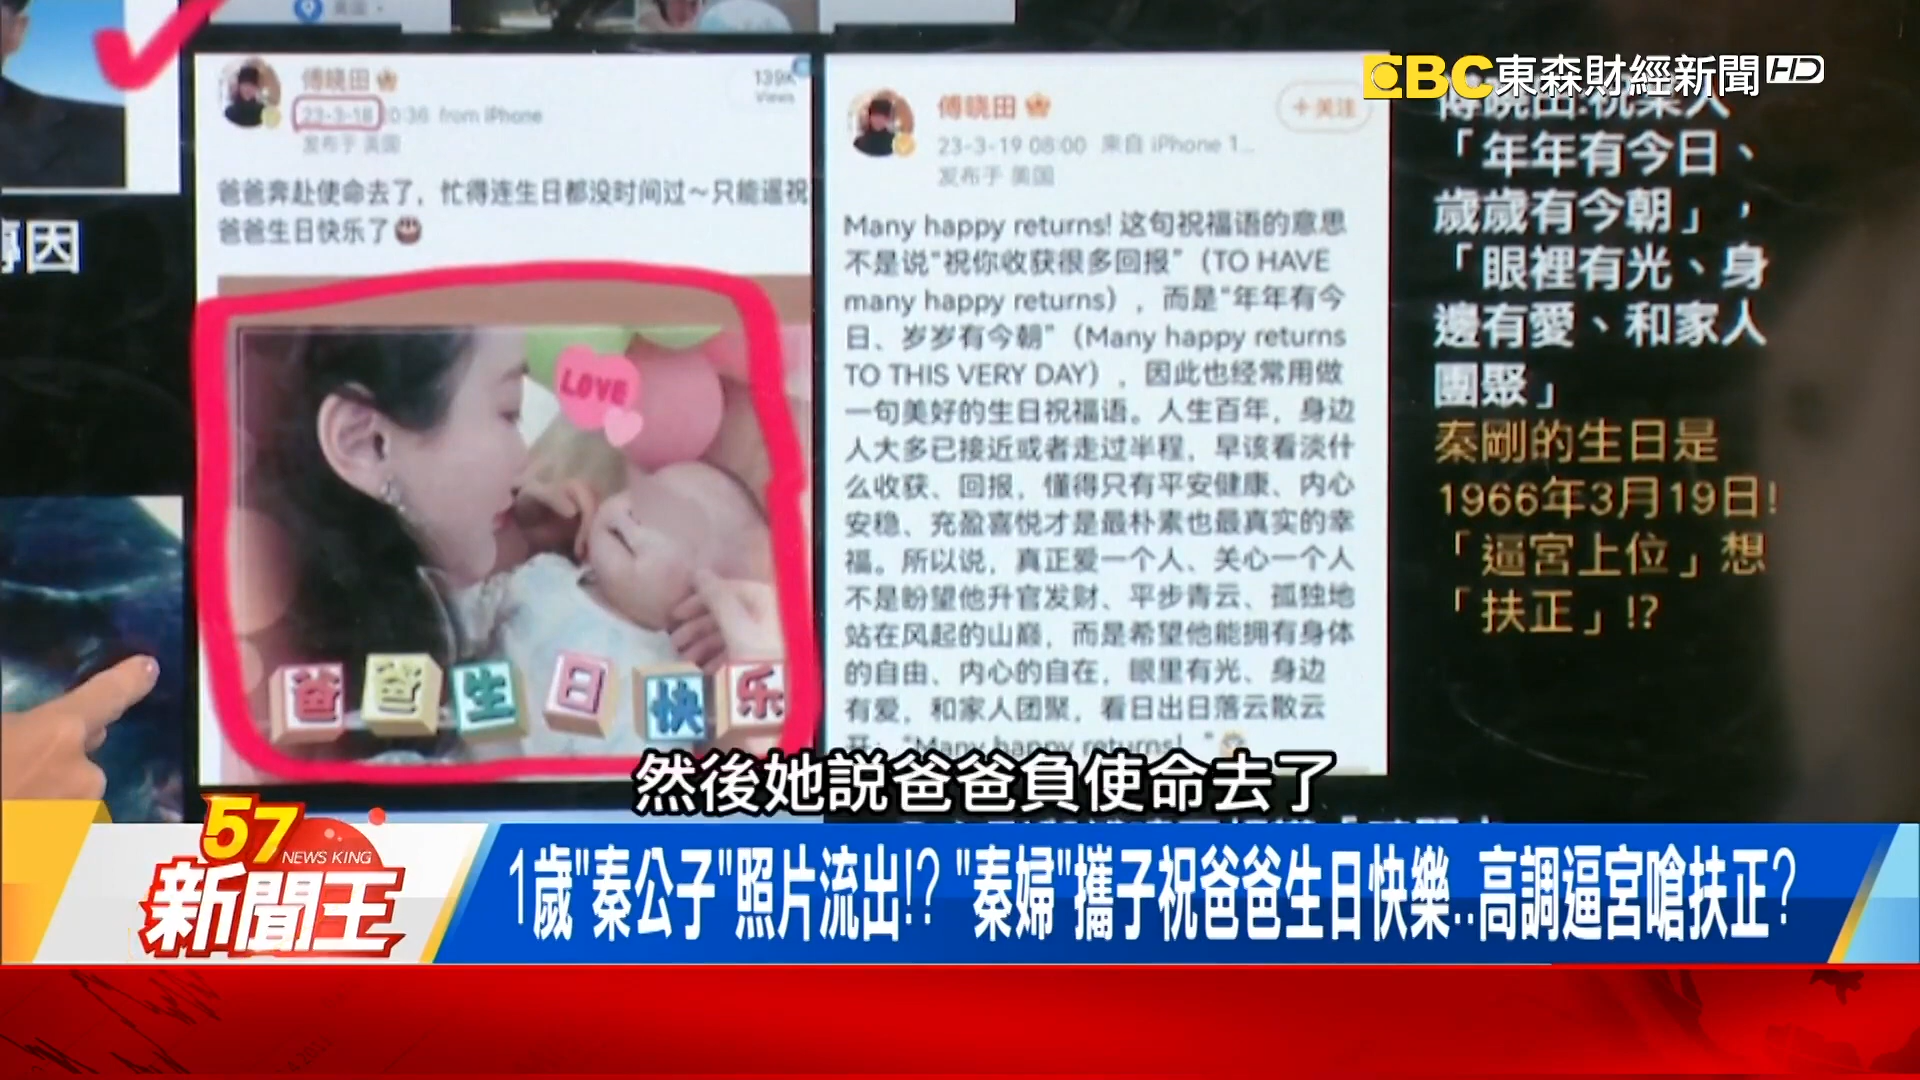 EBC東森財經新聞HD
傅晓田
23-3-18 20:36 from iPhone
发布于 美国
139K
Views
爸爸奔赴使命去了，忙得连生日都没时间过～只能遥祝
爸爸生日快乐了
LOVE
爸爸生日快乐
傅晓田
+关注
23-3-19 08:00 来自 iPhone 1...
发布于 美国
Many happy returns! 这句祝福语的意思
不是说“祝你收获很多回报”（TO HAVE
many happy returns），而是“年年有今
日、岁岁有今朝”（Many happy returns
TO THIS VERY DAY），因此也经常用做
一句美好的生日祝福语。人生百年，身边
人大多已接近或者走过半程，早该看淡什
么收获、回报，懂得只有平安健康、内心
安稳、充盈喜悦才是最朴素也最真实的幸
福。所以说，真正爱一个人、关心一个人
不是盼望他升官发财、平步青云、孤独地
站在风起的山巅，而是希望他能拥有身体
的自由、内心的自在，眼里有光、身边
有爱，和家人团聚，看日出日落云散云
开：“Many happy returns!
傅曉田:祝某人
「年年有今日、
歲歲有今朝」，
「眼裡有光、身
邊有愛、和家人
團聚」
秦剛的生日是
1966年3月19日!
「逼宮上位」想
「扶正」!?
因
然後她説爸爸負使命去了
57
NEWS KING
新聞王
1歲"秦公子"照片流出!? "秦婦"攜子祝爸爸生日快樂..高調逼宮嗆扶正?